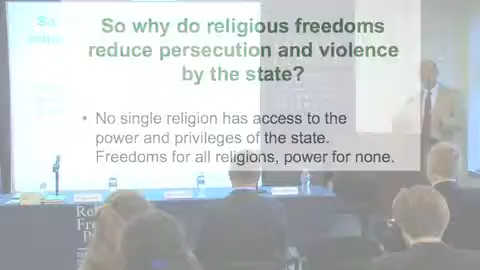 So why do religious freedoms
reduce persecution and violence
by the state?
• No single religion has access to the
power and privileges of the state.
Freedoms for all religions, power for none.